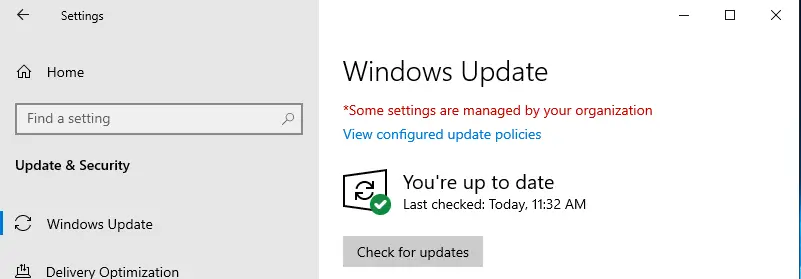 Settings
Home
Find a setting
Update & Security
Windows Update
Delivery Optimization
Windows Update
*Some settings are managed by your organization
View configured update policies
You're up to date
Last checked: Today, 11:32 AM
Check for updates